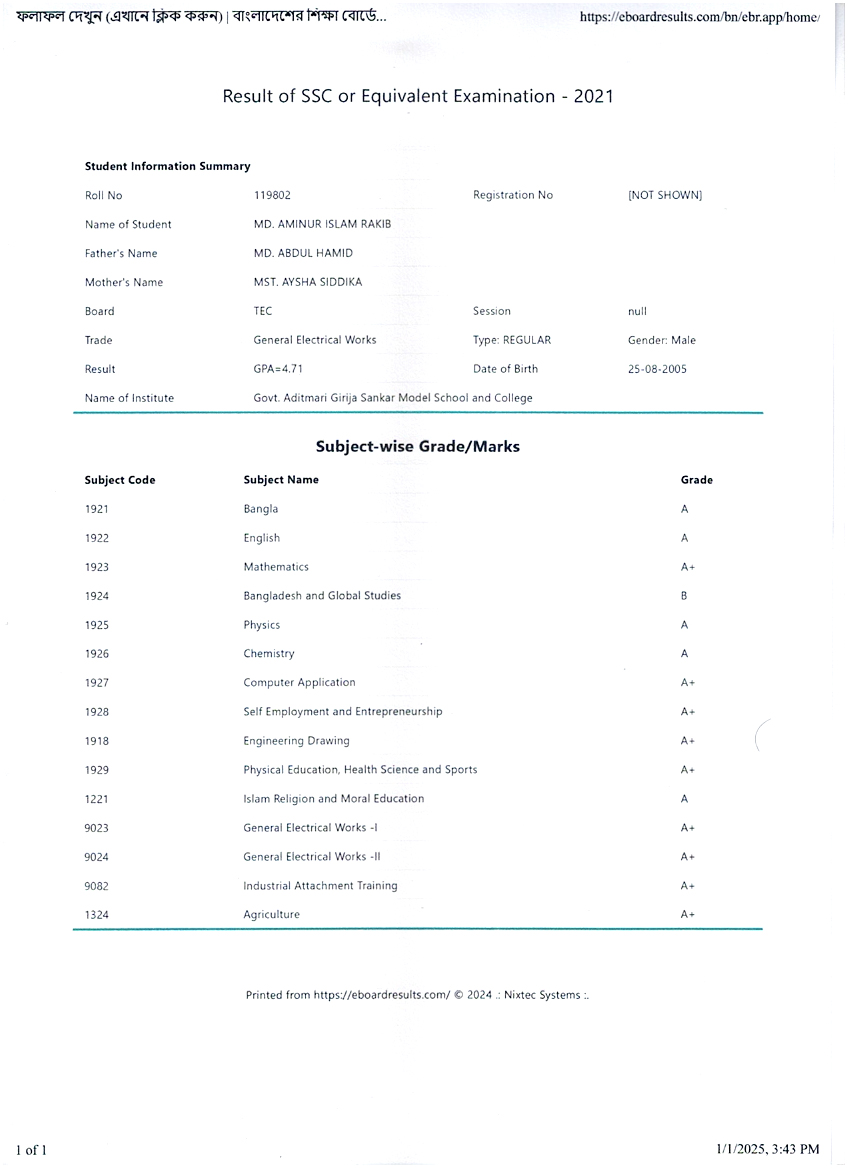 ফলাফল দেখুন (এখানে ক্লিক করুন) | বাংলাদেশের শিক্ষা বোর্ডে... https://eboardresults.com/bn/ebr.app/home/
Result of SSC or Equivalent Examination - 2021
Student Information Summary
Roll No 119802 Registration No [NOT SHOWN]
Name of Student MD. AMINUR ISLAM RAKIB
Father's Name MD. ABDUL HAMID
Mother's Name MST. AYSHA SIDDIKA
Board TEC Session null
Trade General Electrical Works Type: REGULAR Gender: Male
Result GPA=4.71 Date of Birth 25-08-2005
Name of Institute Govt. Aditmari Girija Sankar Model School and College
Subject-wise Grade/Marks
Subject Code Subject Name Grade
1921 Bangla A
1922 English A
1923 Mathematics A+
1924 Bangladesh and Global Studies B
1925 Physics A
1926 Chemistry A
1927 Computer Application A+
1928 Self Employment and Entrepreneurship A+
1918 Engineering Drawing A+
1929 Physical Education, Health Science and Sports A+
1221 Islam Religion and Moral Education A
9023 General Electrical Works -I A+
9024 General Electrical Works -II A+
9082 Industrial Attachment Training A+
1324 Agriculture A+
Printed from https://eboardresults.com/ © 2024 .: Nixtec Systems :.
1 of 1 1/1/2025, 3:43 PM